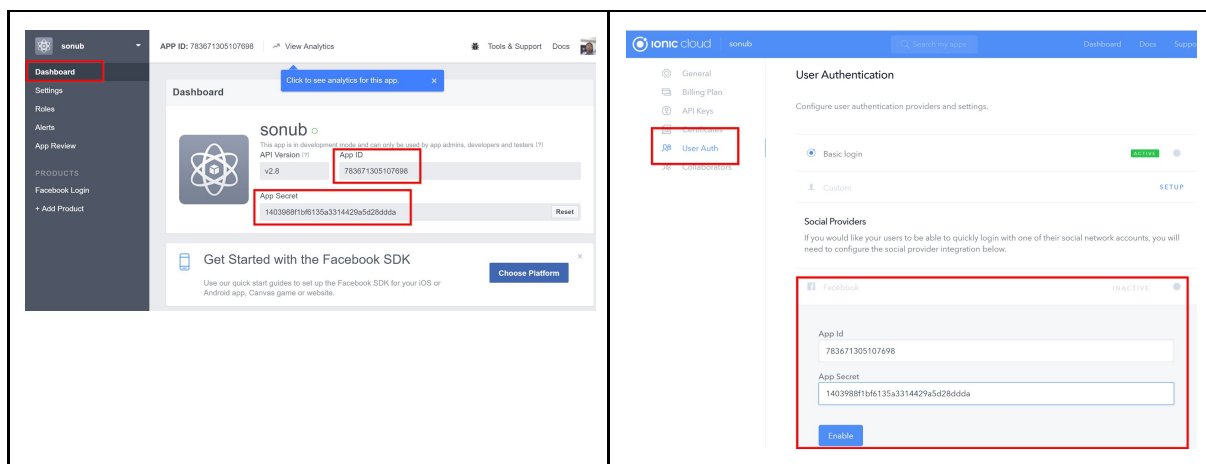 sonub
APP ID: 783671305107698
View Analytics
Tools & Support
Docs
Dashboard
Settings
Roles
Alerts
App Review
PRODUCTS
Facebook Login
+ Add Product
Click to see analytics for this app.
×
Dashboard
sonub
This app is in development mode and can only be used by app admins, developers and testers [?]
API Version [?]
App ID
v2.8
783671305107698
App Secret
1403988f1bf6135a3314429a5d28ddda
Reset
Get Started with the Facebook SDK
×
Use our quick start guides to set up the Facebook SDK for your iOS or
Android app, Canvas game or website.
Choose Platform
ionic cloud
sonub
Search my apps
Dashboard
Docs
Suppo
General
Billing Plan
API Keys
Certificates
User Auth
Collaborators
User Authentication
Configure user authentication providers and settings.
Basic login
ACTIVE
Custom
SETUP
Social Providers
If you would like your users to be able to quickly login with one of their social network accounts, you will
need to configure the social provider integration below.
Facebook
INACTIVE
App Id
783671305107698
App Secret
1403988f1bf6135a3314429a5d28ddda
Enable